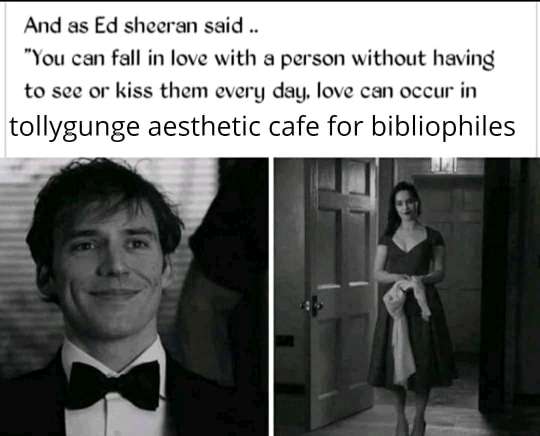 And as Ed sheeran said ..
"You can fall in love with a person without having
to see or kiss them every day, love can occur in
tollygunge aesthetic cafe for bibliophiles